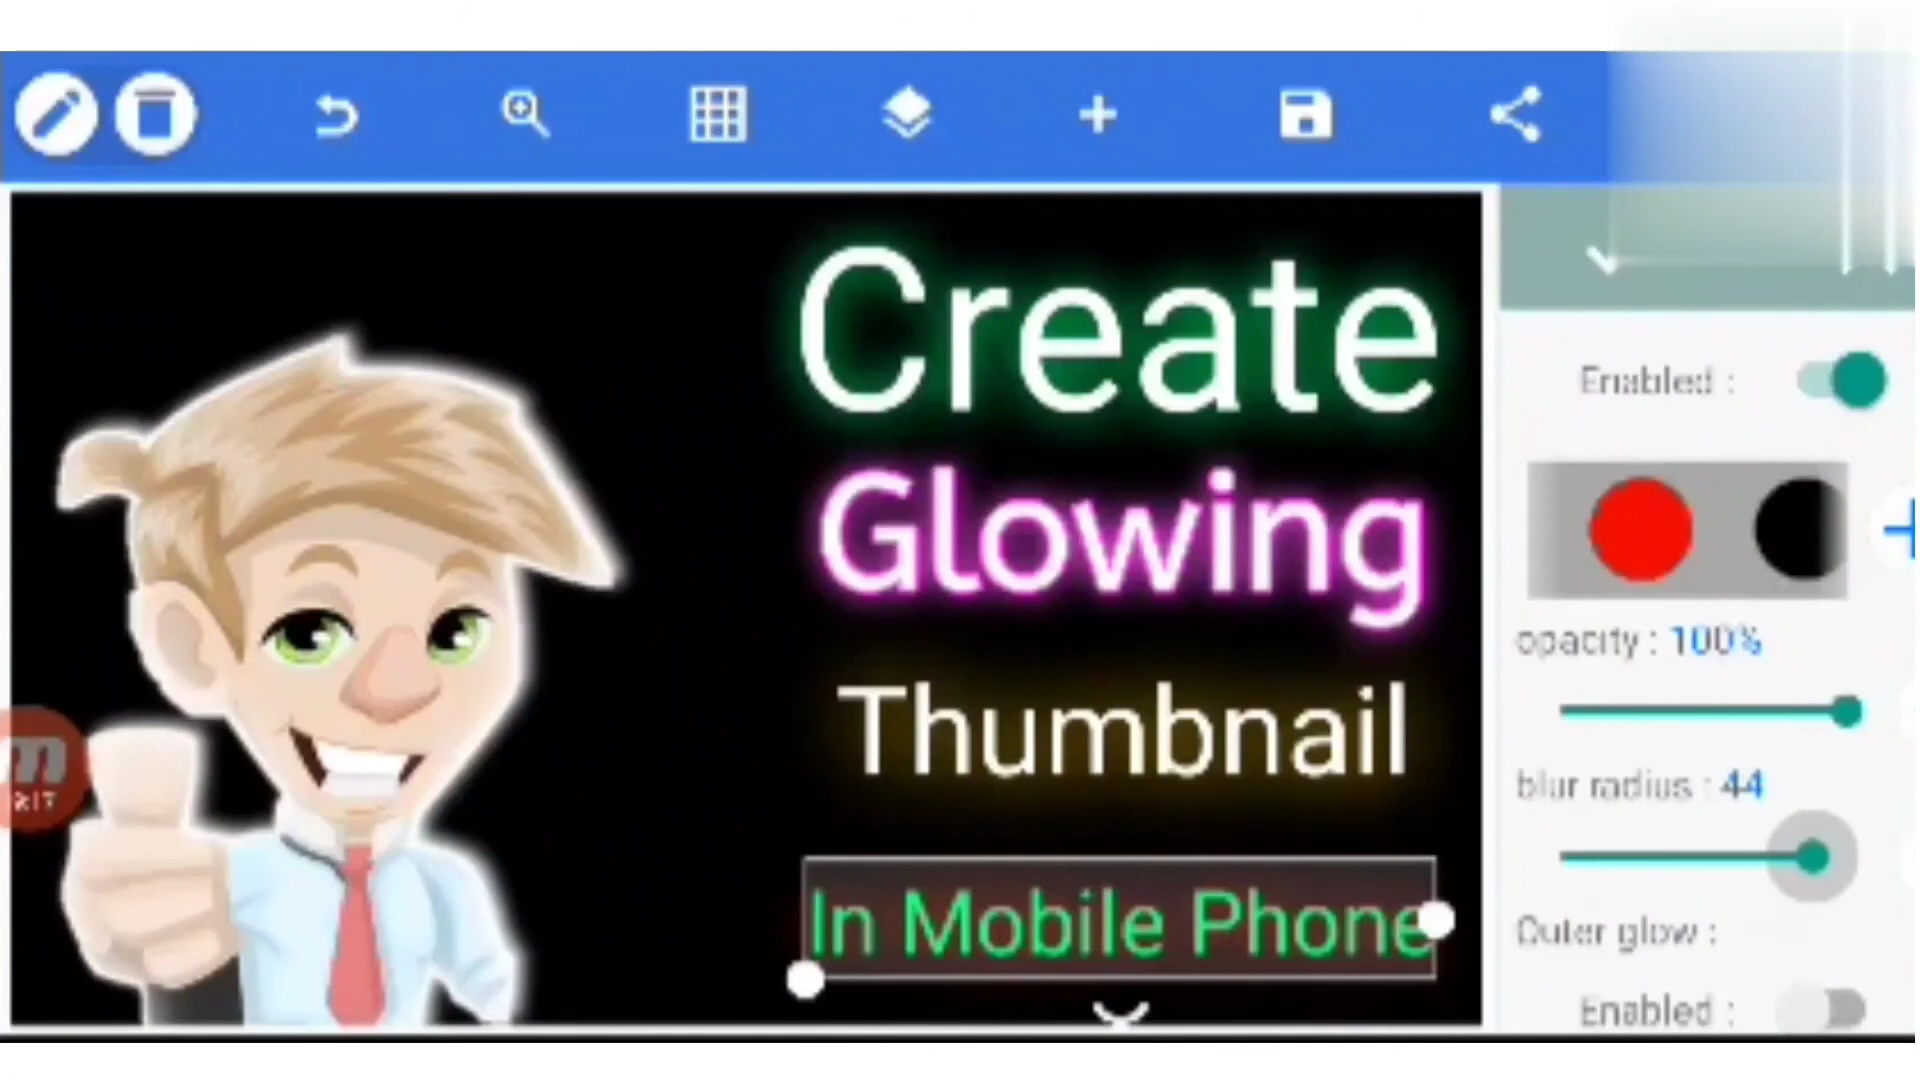 Create
Glowing
Thumbnail
In Mobile Phone
Enabled :
opacity : 100%
blur radius : 44
Outer glow :
Enabled :
m